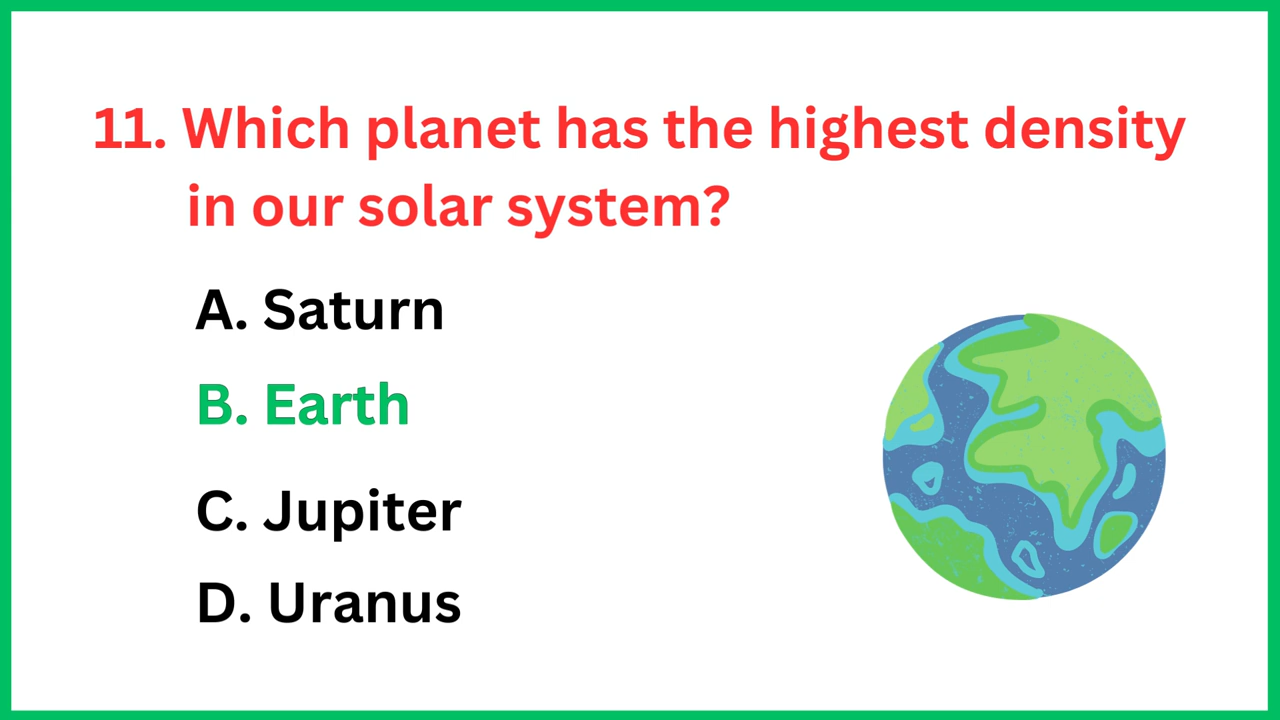 11. Which planet has the highest density
in our solar system?
A. Saturn
B. Earth
C. Jupiter
D. Uranus